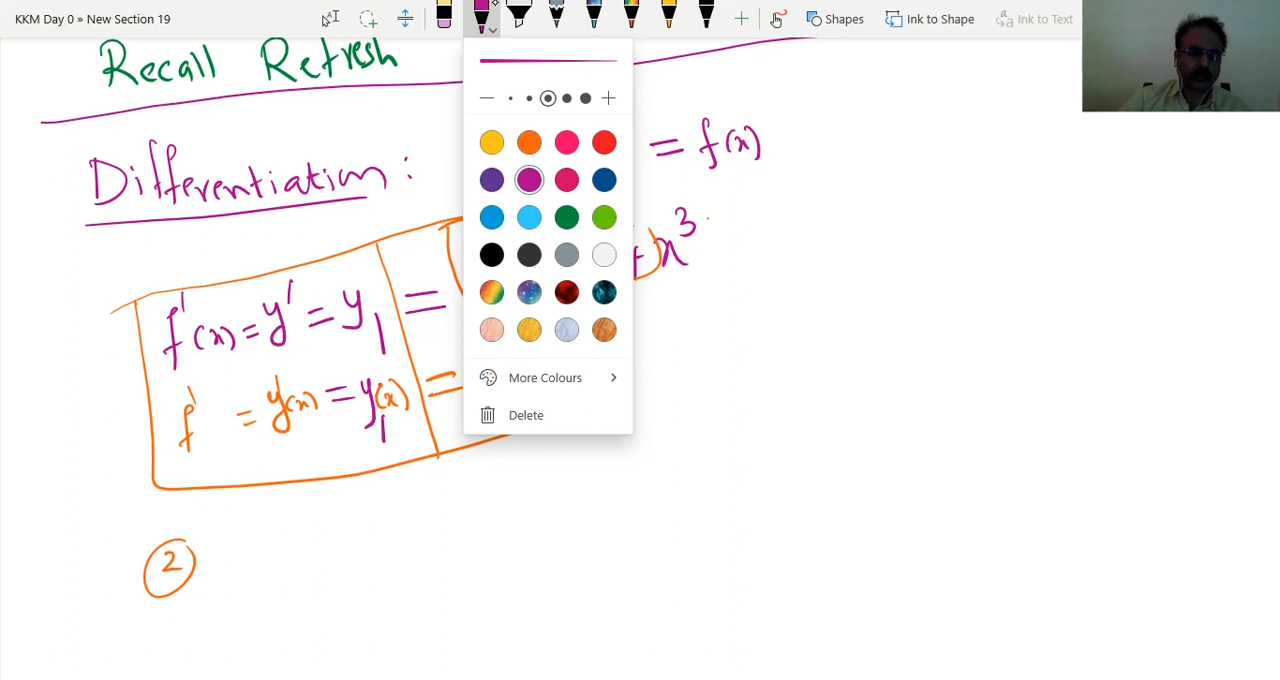 KKM Day 0 » New Section 19
Shapes
Ink to Shape
Ink to Text
Recall Refresh
Differentiation :
= f(x)
+ x³
f'(x) = y' = y₁ =
f' = y'(x) = y₁(x) =
More Colours
Delete
2